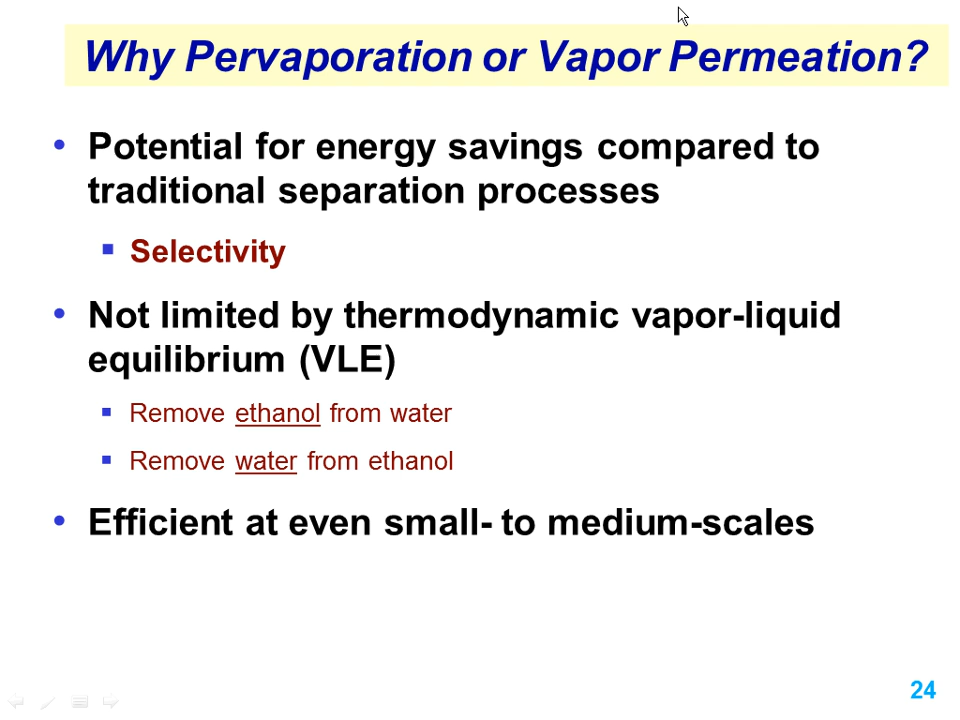 Why Pervaporation or Vapor Permeation?
• Potential for energy savings compared to
traditional separation processes
▪ Selectivity
• Not limited by thermodynamic vapor-liquid
equilibrium (VLE)
▪ Remove ethanol from water
▪ Remove water from ethanol
• Efficient at even small- to medium-scales
24